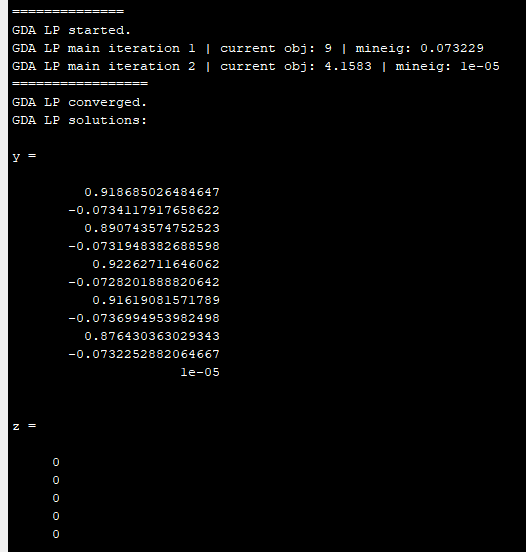 ==============
GDA LP started.
GDA LP main iteration 1 | current obj: 9 | mineig: 0.073229
GDA LP main iteration 2 | current obj: 4.1583 | mineig: 1e-05
=================
GDA LP converged.
GDA LP solutions:
y =
0.918685026484647
-0.0734117917658622
0.890743574752523
-0.0731948382688598
0.92262711646062
-0.0728201888820642
0.91619081571789
-0.0736994953982498
0.876430363029343
-0.0732252882064667
1e-05
z =
0
0
0
0
0